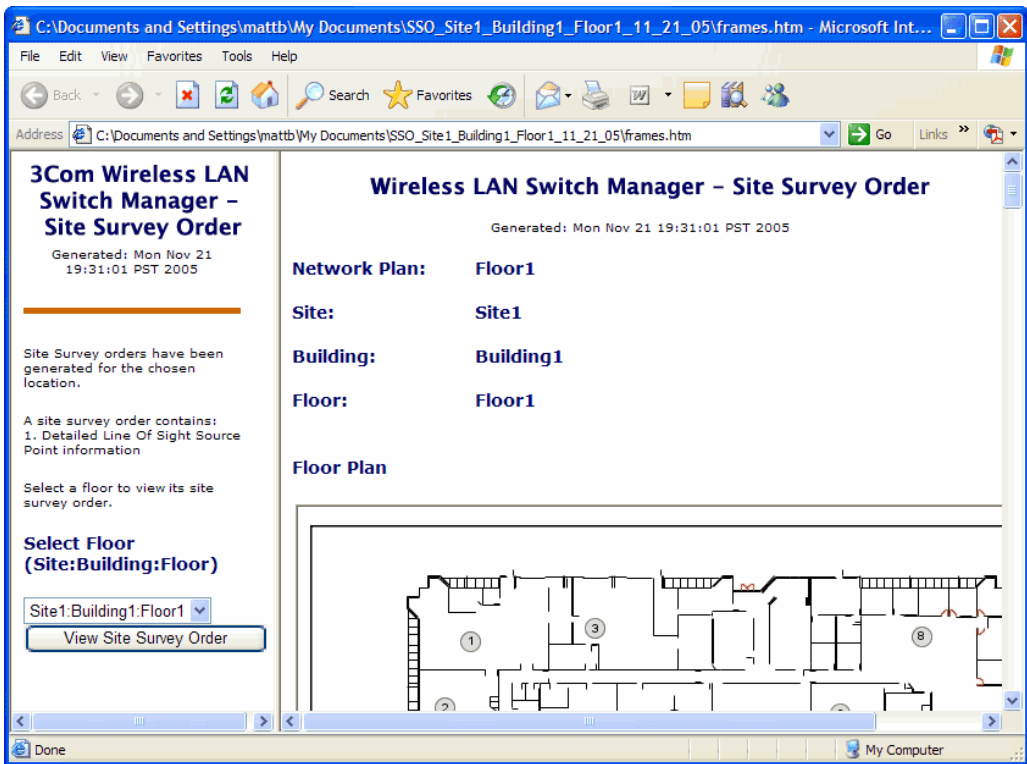 C:\Documents and Settings\mattb\My Documents\SSO_Site1_Building1_Floor1_11_21_05\frames.htm - Microsoft Int...
File Edit View Favorites Tools Help
Back Search Favorites
Address C:\Documents and Settings\mattb\My Documents\SSO_Site1_Building1_Floor1_11_21_05\frames.htm Go Links »
3Com Wireless LAN
Switch Manager –
Site Survey Order
Generated: Mon Nov 21
19:31:01 PST 2005
Site Survey orders have been
generated for the chosen
location.
A site survey order contains:
1. Detailed Line Of Sight Source
Point information
Select a floor to view its site
survey order.
Select Floor
(Site:Building:Floor)
Site1:Building1:Floor1
View Site Survey Order
Wireless LAN Switch Manager – Site Survey Order
Generated: Mon Nov 21 19:31:01 PST 2005
Network Plan: Floor1
Site: Site1
Building: Building1
Floor: Floor1
Floor Plan
1
3
8
2
Done
My Computer